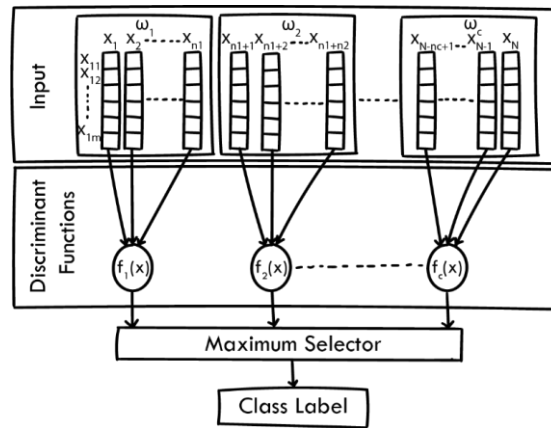 ω1 ω2 ωc
X1 X2 ------- Xn1 Xn1+1 Xn1+2 ----- Xn1+n2 XN-nc+1 --- XN-1 XN
X11
X12
X1m
Input
Discriminant
Functions
f1(x) f2(x) fc(x)
Maximum Selector
Class Label